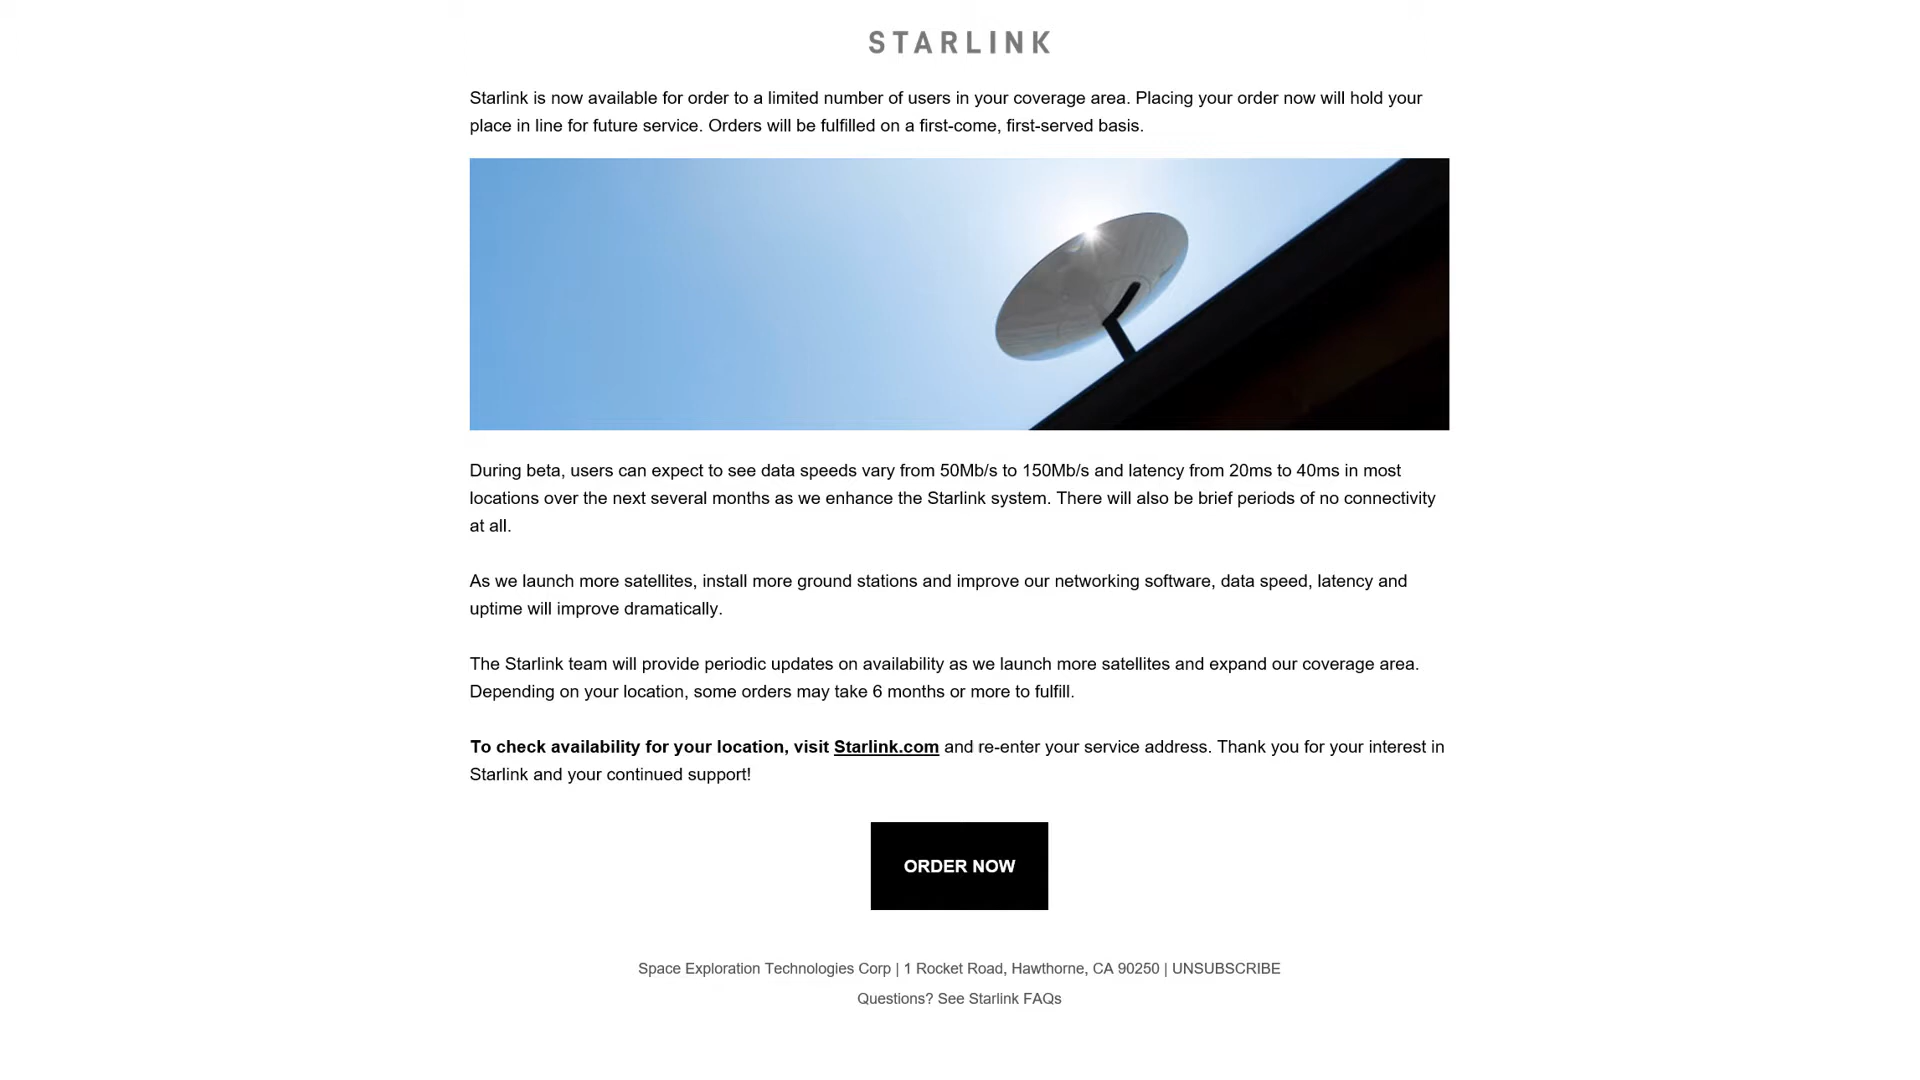 STARLINK
Starlink is now available for order to a limited number of users in your coverage area. Placing your order now will hold your
place in line for future service. Orders will be fulfilled on a first-come, first-served basis.
During beta, users can expect to see data speeds vary from 50Mb/s to 150Mb/s and latency from 20ms to 40ms in most
locations over the next several months as we enhance the Starlink system. There will also be brief periods of no connectivity
at all.
As we launch more satellites, install more ground stations and improve our networking software, data speed, latency and
uptime will improve dramatically.
The Starlink team will provide periodic updates on availability as we launch more satellites and expand our coverage area.
Depending on your location, some orders may take 6 months or more to fulfill.
To check availability for your location, visit Starlink.com and re-enter your service address. Thank you for your interest in
Starlink and your continued support!
ORDER NOW
Space Exploration Technologies Corp | 1 Rocket Road, Hawthorne, CA 90250 | UNSUBSCRIBE
Questions? See Starlink FAQs